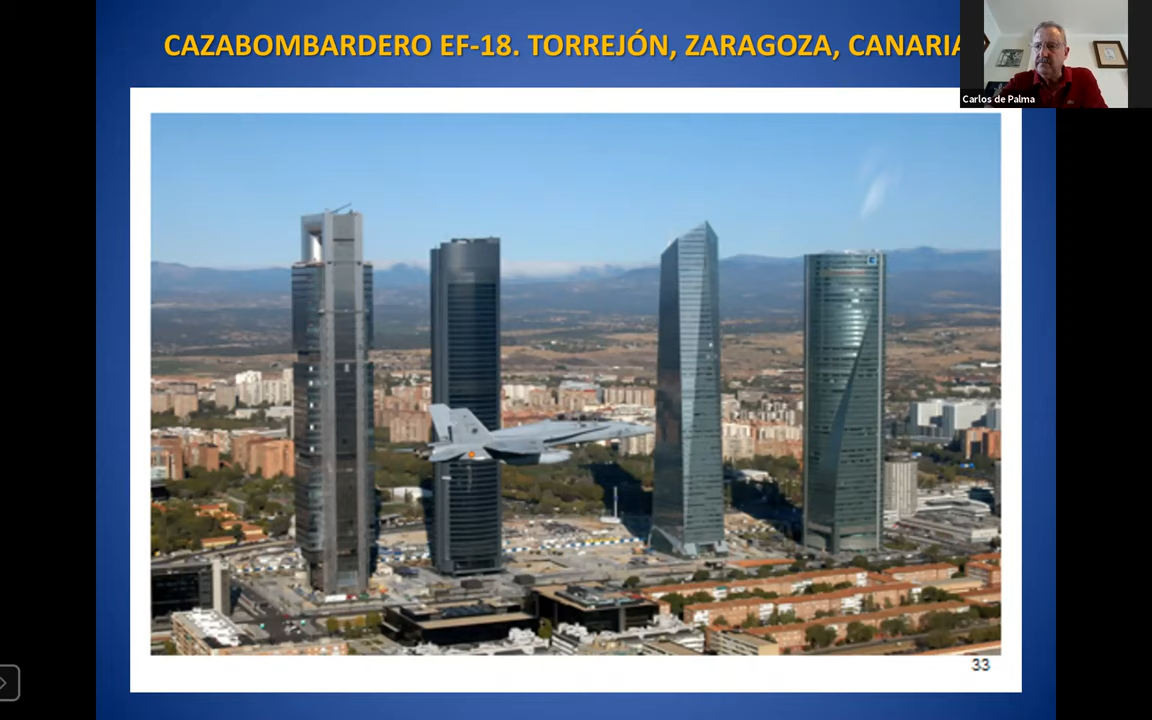 CAZABOMBARDERO EF-18. TORREJÓN, ZARAGOZA, CANARIA
Carlos de Palma
33